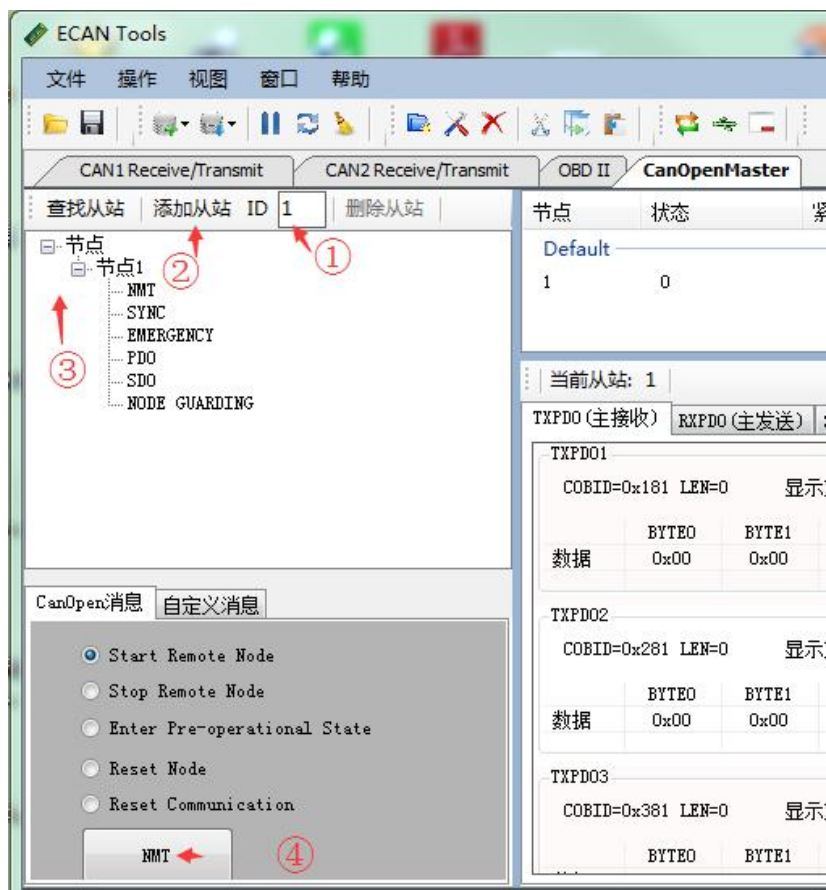 ECAN Tools
文件 操作 视图 窗口 帮助
CAN1 Receive/Transmit CAN2 Receive/Transmit OBD II CanOpenMaster
查找从站 添加从站 ID 1 删除从站
①
②
③
节点
节点1
NMT
SYNC
EMERGENCY
PDO
SDO
NODE GUARDING
节点 状态
Default
1 0
当前从站: 1
TXPDO(主接收) RXPDO(主发送)
TXPDO1
COBID=0x181 LEN=0 显示
BYTE0 BYTE1
数据 0x00 0x00
TXPDO2
COBID=0x281 LEN=0 显示
BYTE0 BYTE1
数据 0x00 0x00
TXPDO3
COBID=0x381 LEN=0 显示
BYTE0 BYTE1
CanOpen消息 自定义消息
Start Remote Node
Stop Remote Node
Enter Pre-operational State
Reset Node
Reset Communication
NMT ④